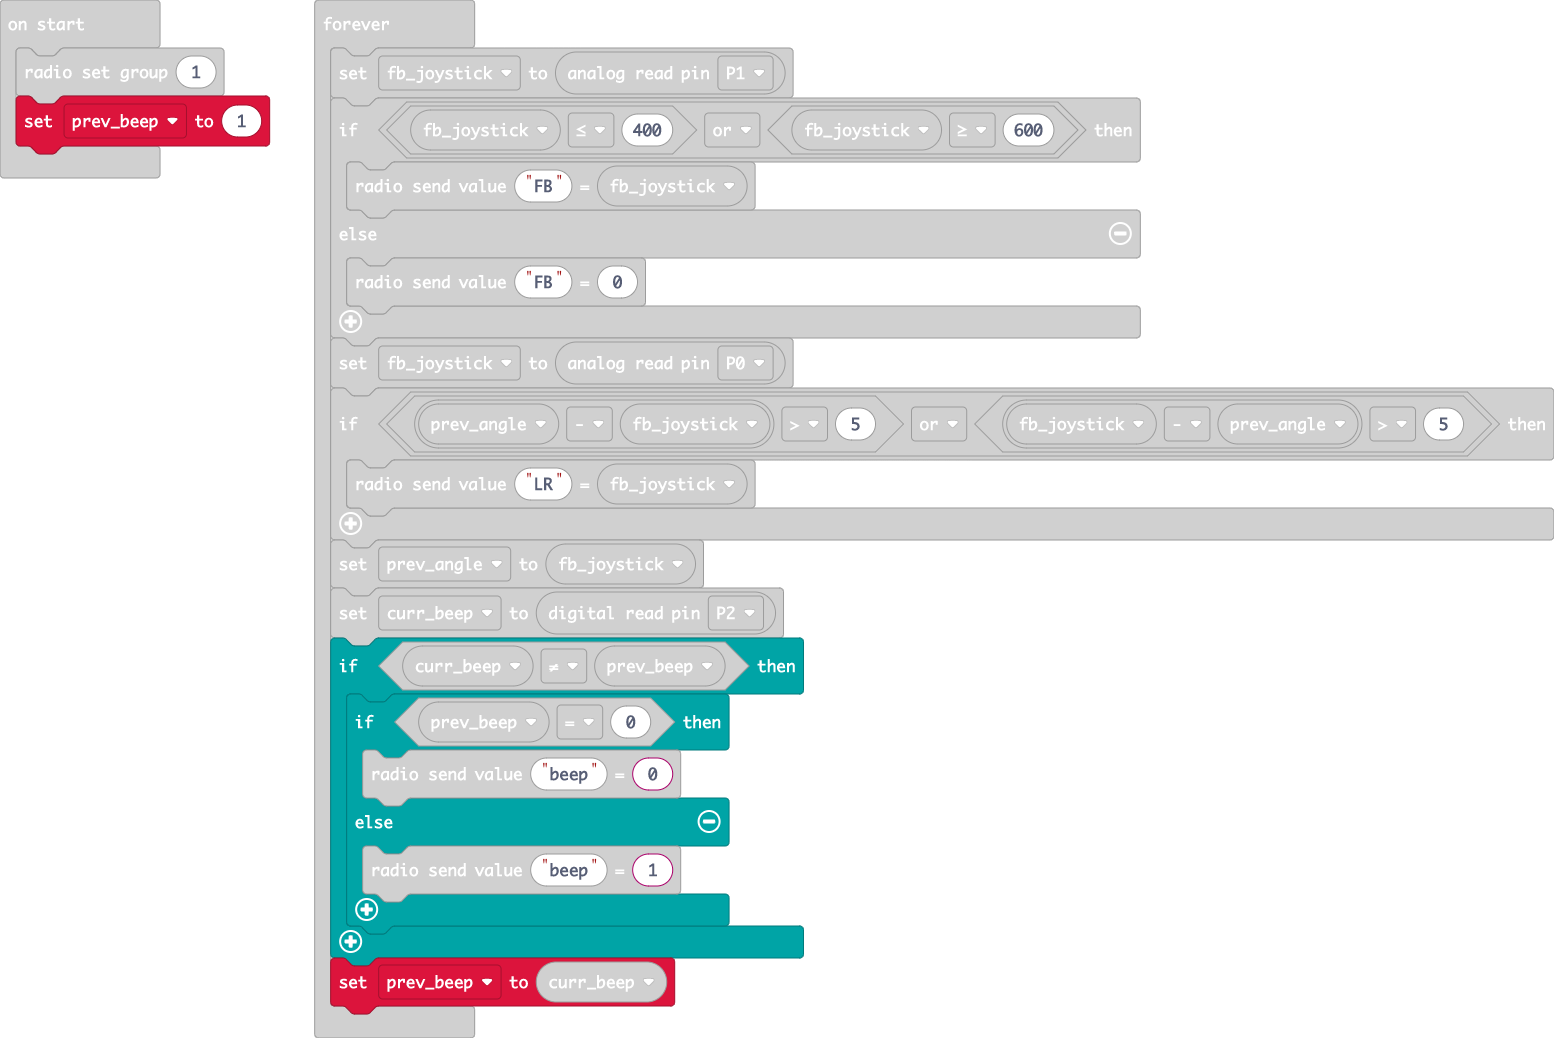 on start
radio set group 1
set prev_beep to 1
forever
set fb_joystick to analog read pin P1
if fb_joystick ≤ 400 or fb_joystick ≥ 600 then
radio send value "FB" = fb_joystick
else
radio send value "FB" = 0
set fb_joystick to analog read pin P0
if prev_angle - fb_joystick > 5 or fb_joystick - prev_angle > 5 then
radio send value "LR" = fb_joystick
set prev_angle to fb_joystick
set curr_beep to digital read pin P2
if curr_beep ≠ prev_beep then
if prev_beep = 0 then
radio send value "beep" = 0
else
radio send value "beep" = 1
set prev_beep to curr_beep